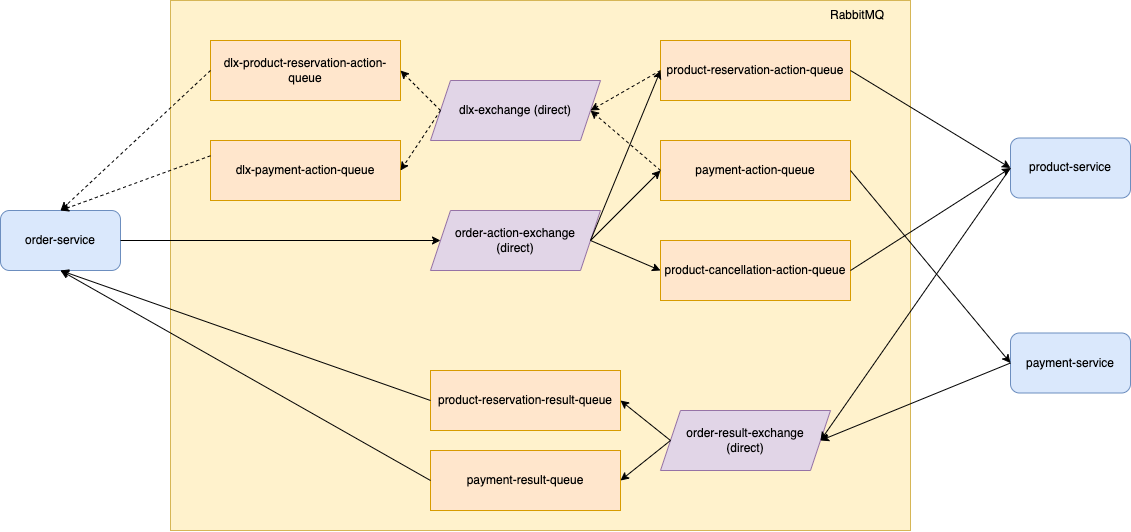 RabbitMQ
dlx-product-reservation-action-
queue
dlx-exchange (direct)
product-reservation-action-queue
dlx-payment-action-queue
payment-action-queue
product-service
order-service
order-action-exchange
(direct)
product-cancellation-action-queue
payment-service
product-reservation-result-queue
order-result-exchange
(direct)
payment-result-queue